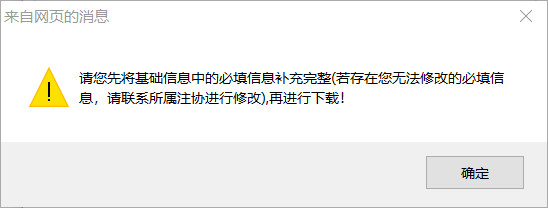 来自网页的消息
请您先将基础信息中的必填信息补充完整(若存在您无法修改的必填信
息，请联系所属注协进行修改),再进行下载！
确定